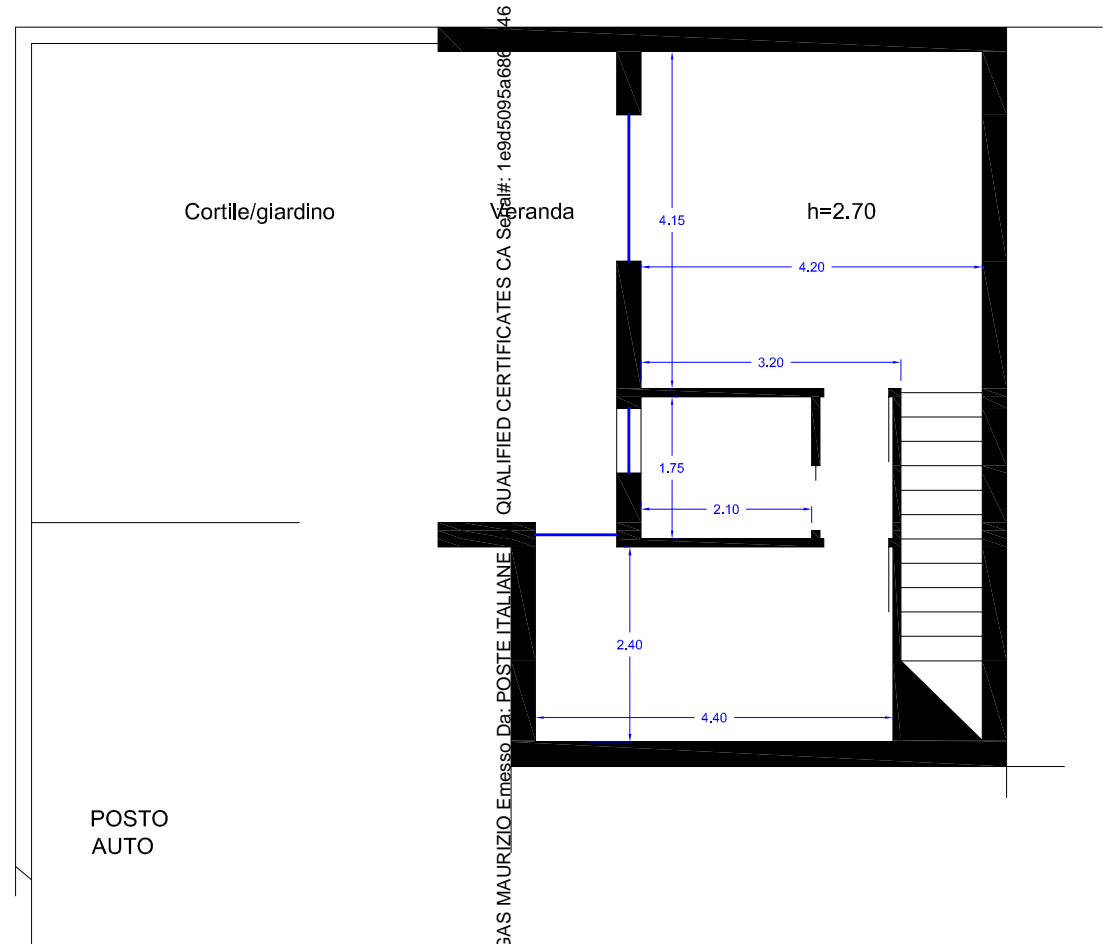 Cortile/giardino
Veranda
h=2.70
4.15
4.20
3.20
1.75
2.10
2.40
4.40
POSTO
AUTO
GAS MAURIZIO Emesso Da: POSTE ITALIANE QUALIFIED CERTIFICATES CA Serial#: 1e9d5095a686 46